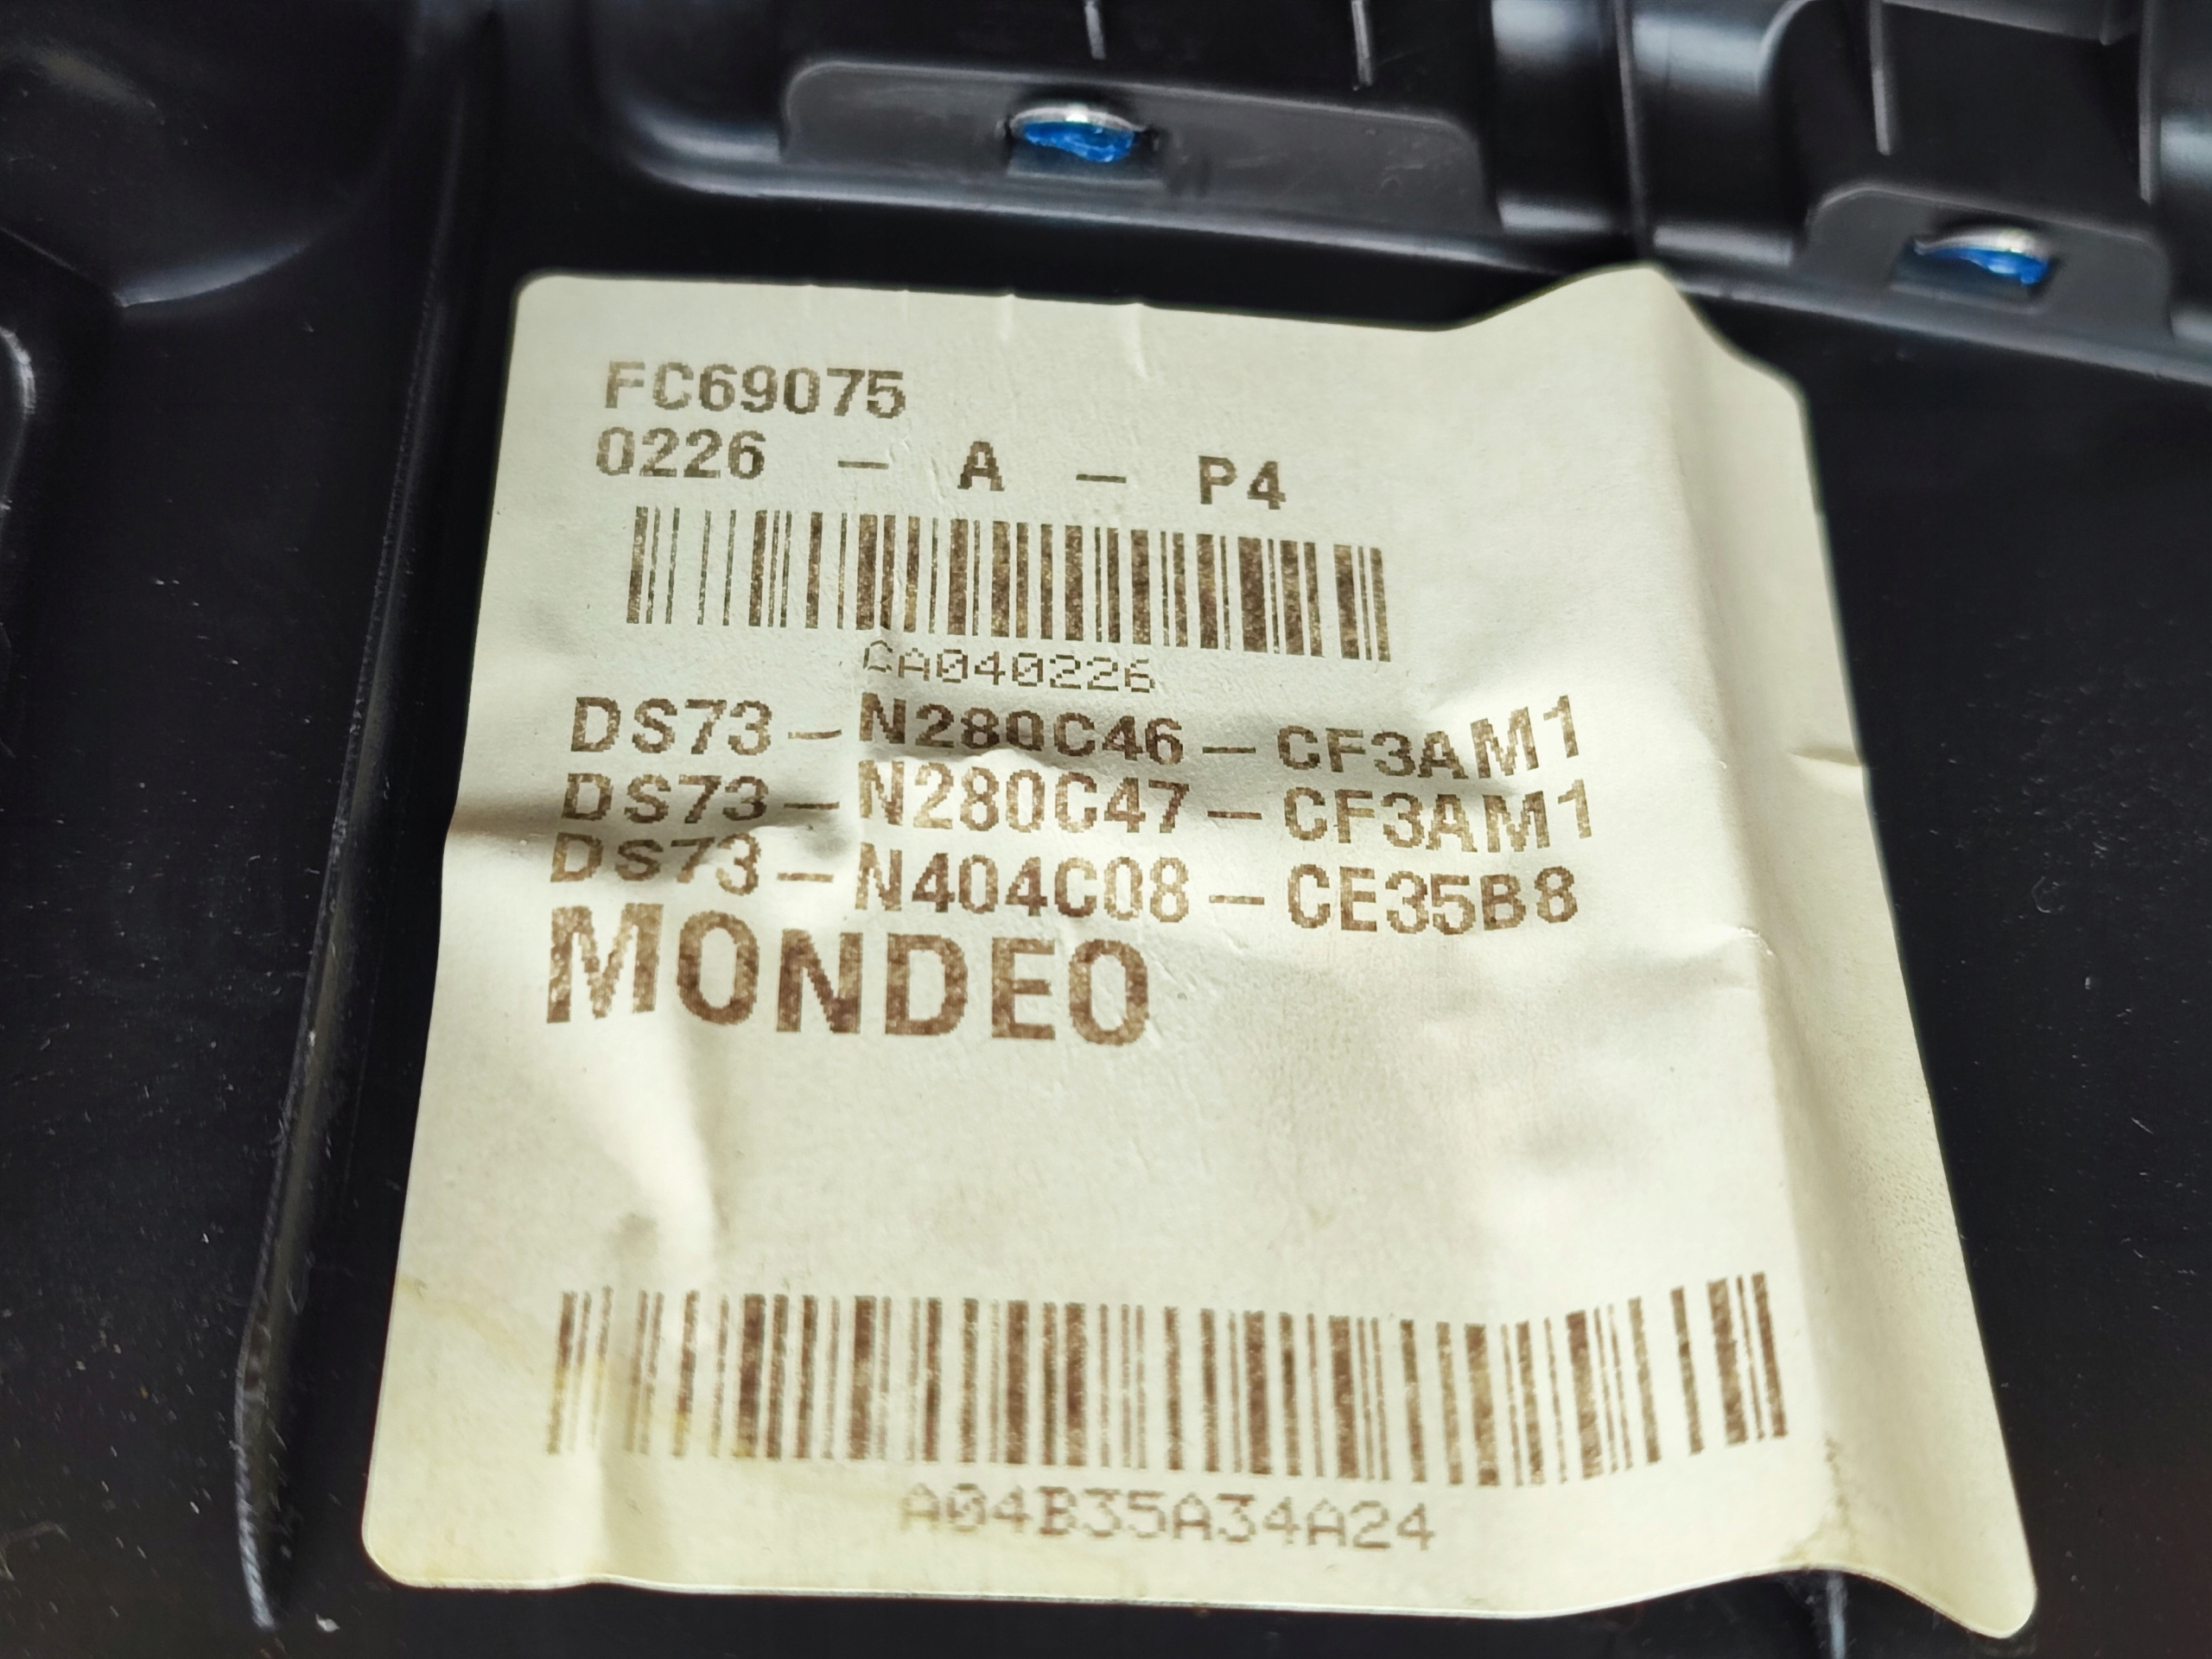 FC69075
0226 - A - P4
CA040226
DS73-N280C46-CF3AM1
DS73-N280C47-CF3AM1
DS73-N404C08-CE35B8
MONDEO
A04B35A34A24